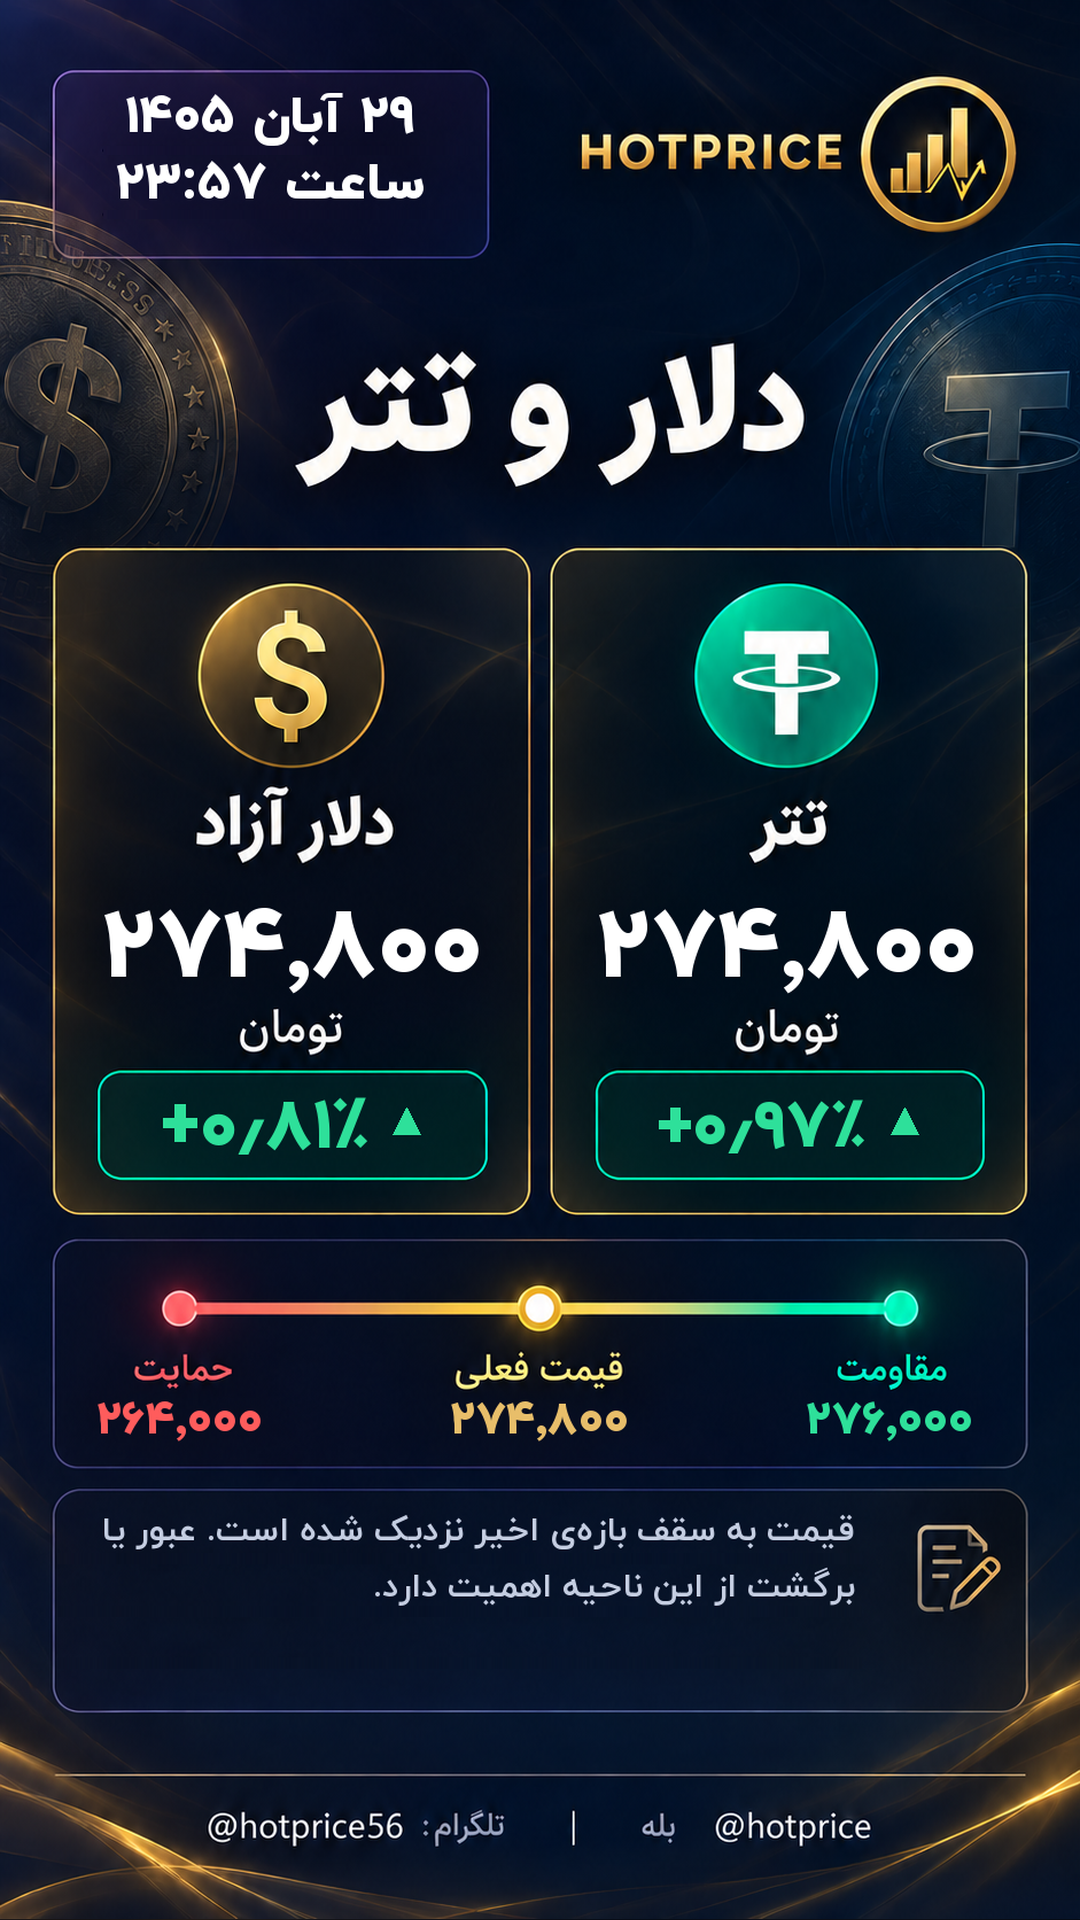 HOTPRICE
۲۹ آبان ۱۴۰۵
ساعت ۲۳:۵۷
دلار و تتر
تتر
۲۷۴,۸۰۰
تومان
+۰٫۹۷٪ ▲
دلار آزاد
۲۷۴,۸۰۰
تومان
+۰٫۸۱٪ ▲
مقاومت
۲۷۶,۰۰۰
قیمت فعلی
۲۷۴,۸۰۰
حمایت
۲۶۴,۰۰۰
قیمت به سقف بازه‌ی اخیر نزدیک شده است. عبور یا
برگشت از این ناحیه اهمیت دارد.
@hotprice بله | تلگرام: @hotprice56